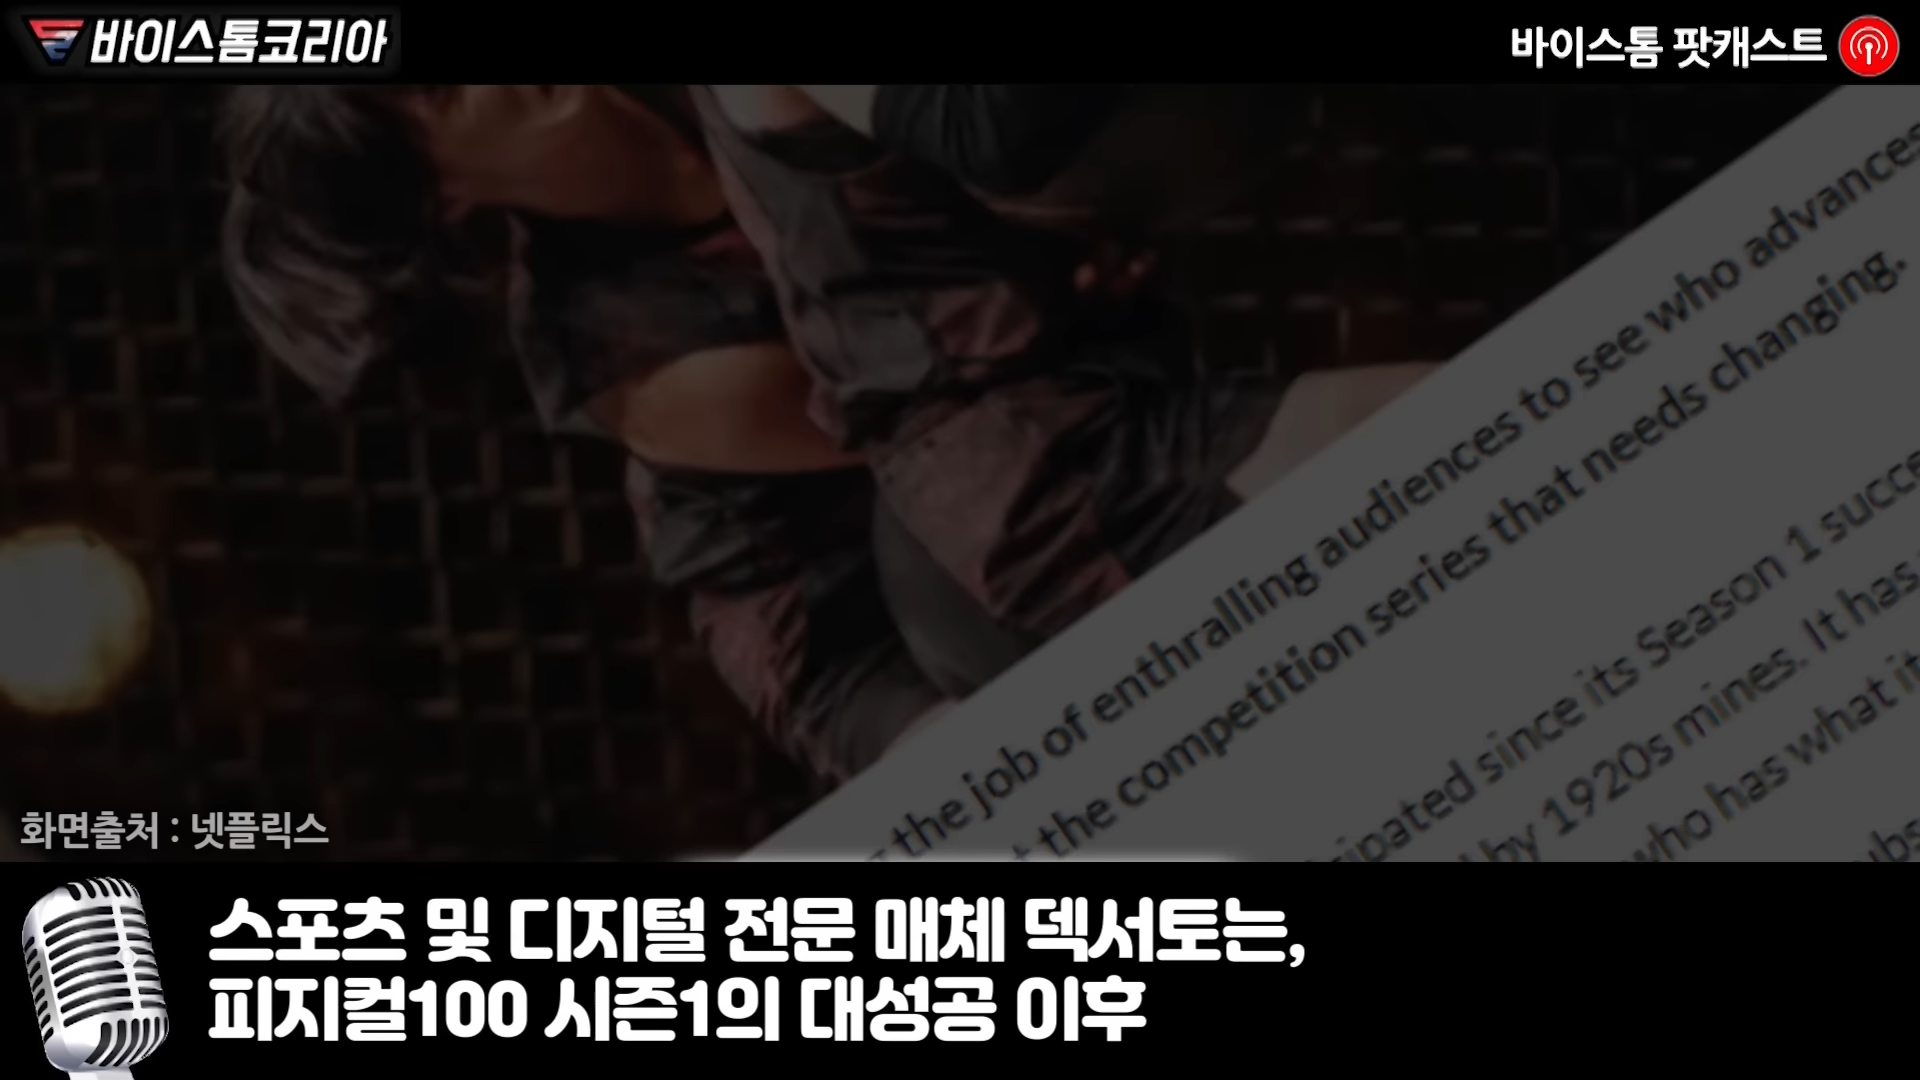 바이스톰코리아
바이스톰 팟캐스트
who advances
the job of enthralling audiences to see
the competition series that needs changing.
since its Season 1
by 1920s mines. It has
who has what it
화면출처 : 넷플릭스
스포츠 및 디지털 전문 매체 덱서토는,
피지컬100 시즌1의 대성공 이후